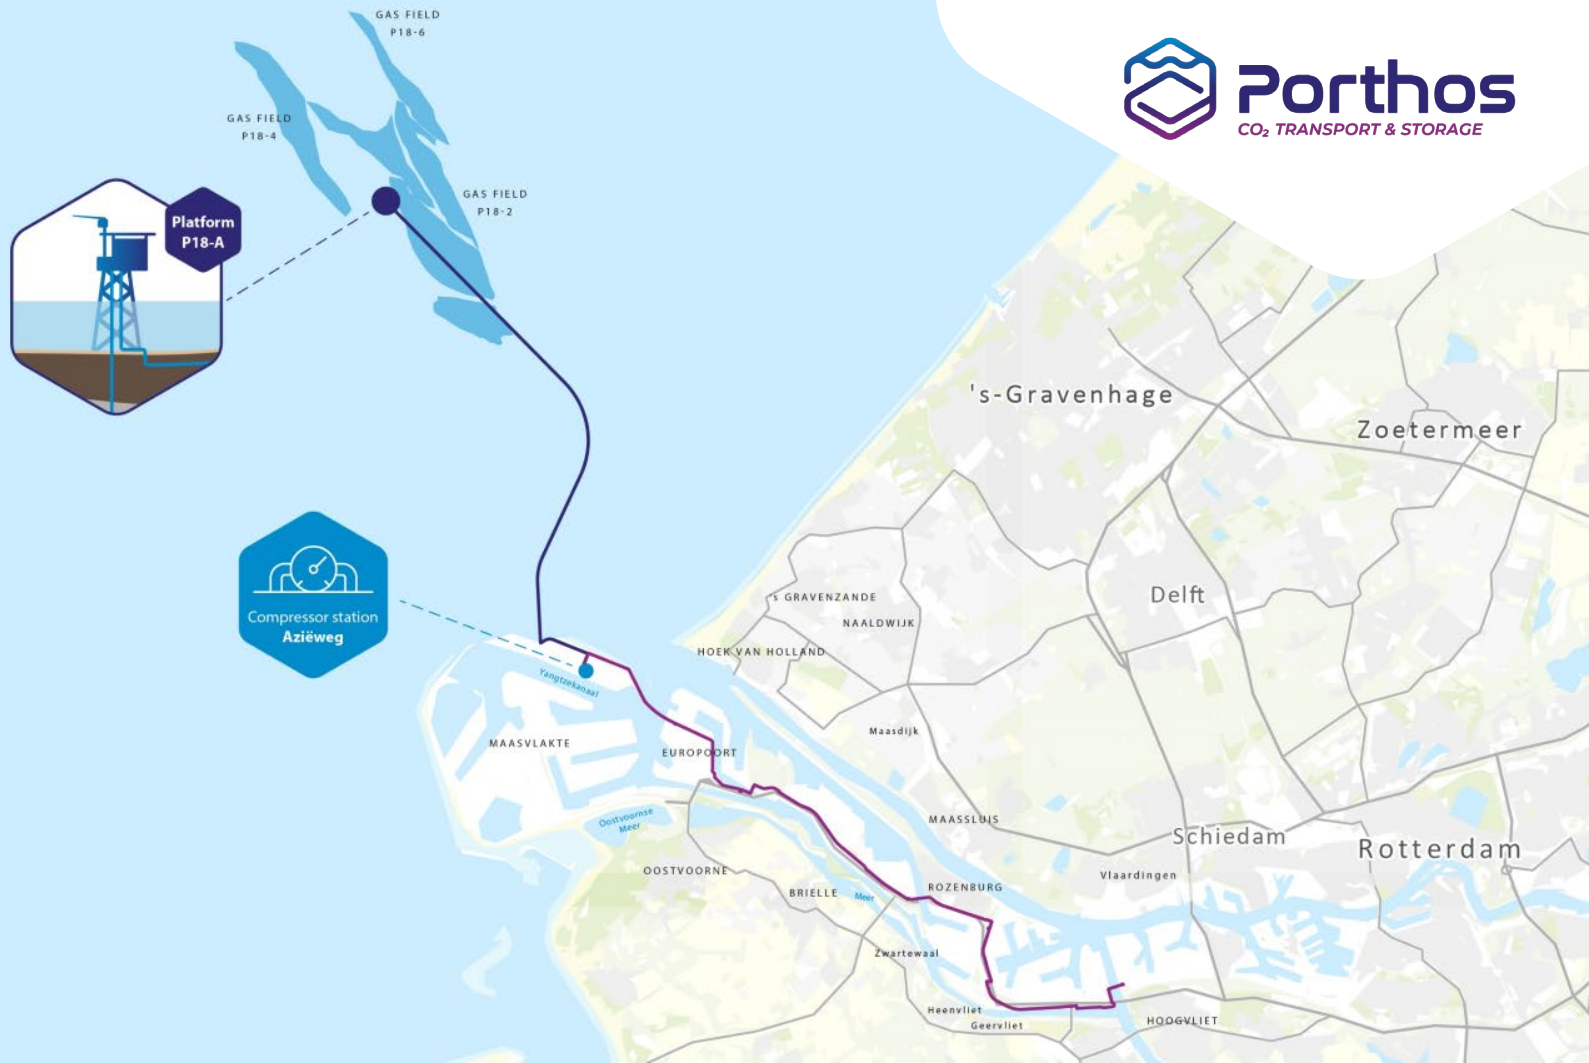 GAS FIELD
P18-6
Porthos
CO₂ TRANSPORT & STORAGE
GAS FIELD
P18-4
GAS FIELD
P18-2
Platform
P18-A
's-Gravenhage
Zoetermeer
Compressor station
Aziëweg
's GRAVENZANDE
Delft
NAALDWIJK
HOEK VAN HOLLAND
Yangtzekanaal
Maasdijk
MAASVLAKTE
EUROPOORT
Oostvoornse
Meer
MAASSLUIS
Schiedam
Rotterdam
OOSTVOORNE
BRIELLE
Meer
ROZENBURG
Vlaardingen
Zwartewaal
Heenvliet
Geervliet
HOOGVLIET